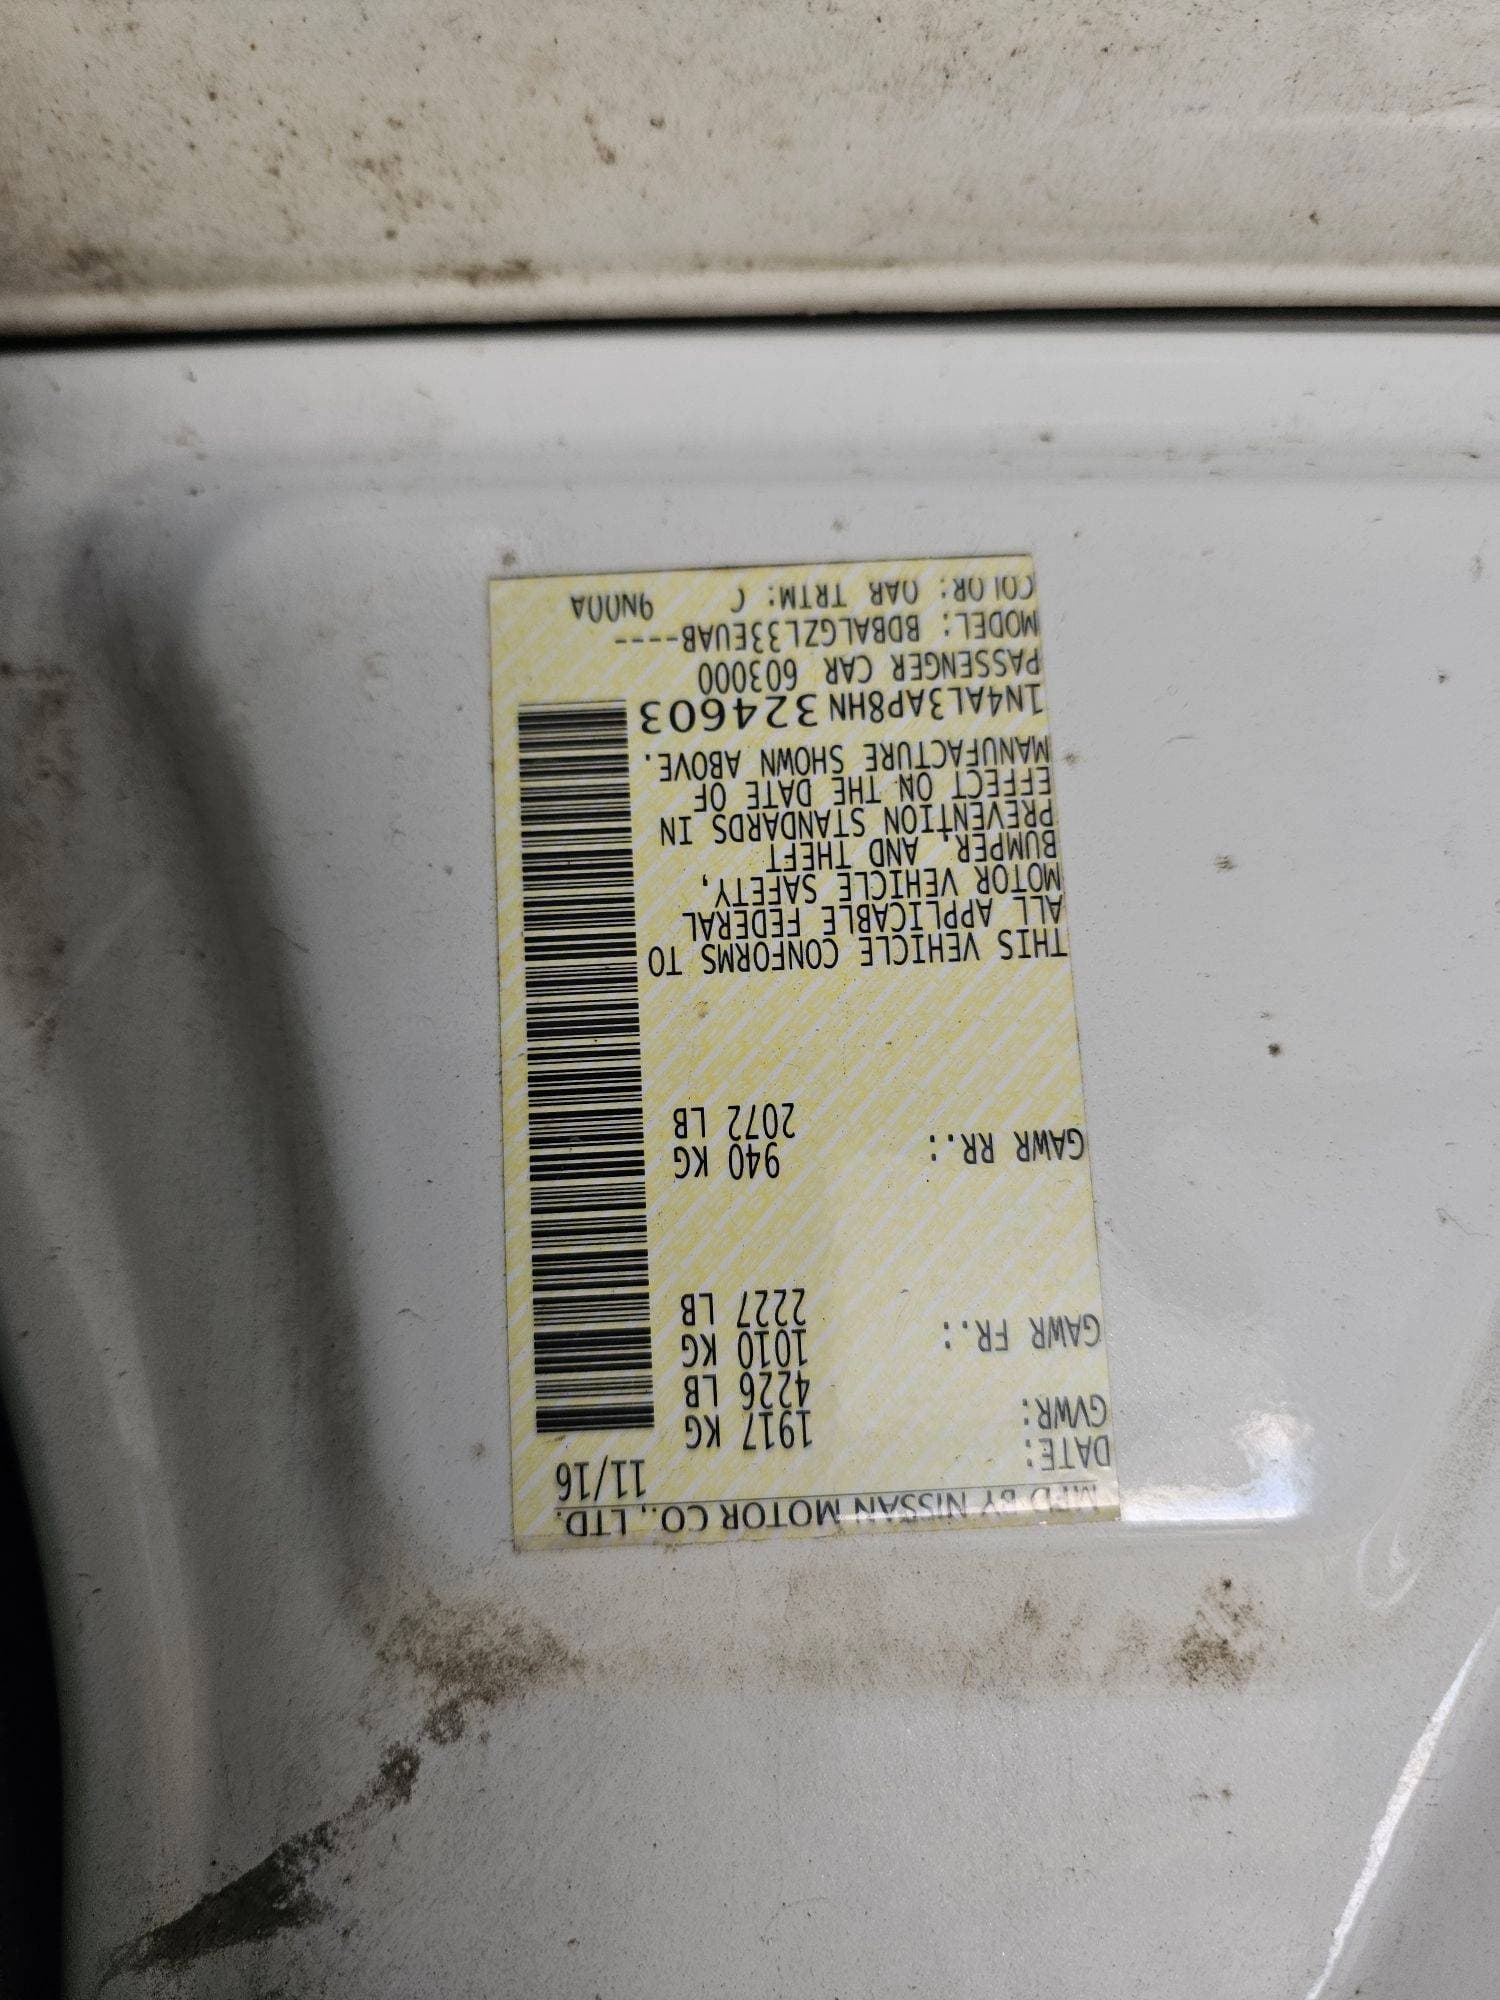 MFD BY NISSAN MOTOR CO., LTD.
DATE: 11/16
GVWR: 1917 KG
4226 LB
GAWR FR.: 1010 KG
2227 LB
GAWR RR.: 940 KG
2072 LB
THIS VEHICLE CONFORMS TO
ALL APPLICABLE FEDERAL
MOTOR VEHICLE SAFETY,
BUMPER, AND THEFT
PREVENTION STANDARDS IN
EFFECT ON THE DATE OF
MANUFACTURE SHOWN ABOVE.
1N4AL3AP8HN324603
PASSENGER CAR 603000
MODEL: BDBALGZL33EUAB----
COLOR: QAR TRIM: C 9N00A